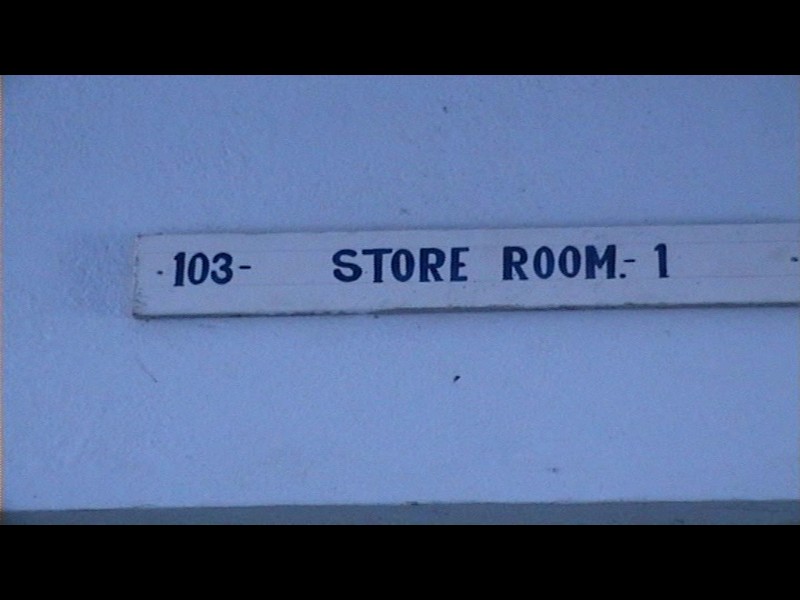 103- STORE ROOM.- 1